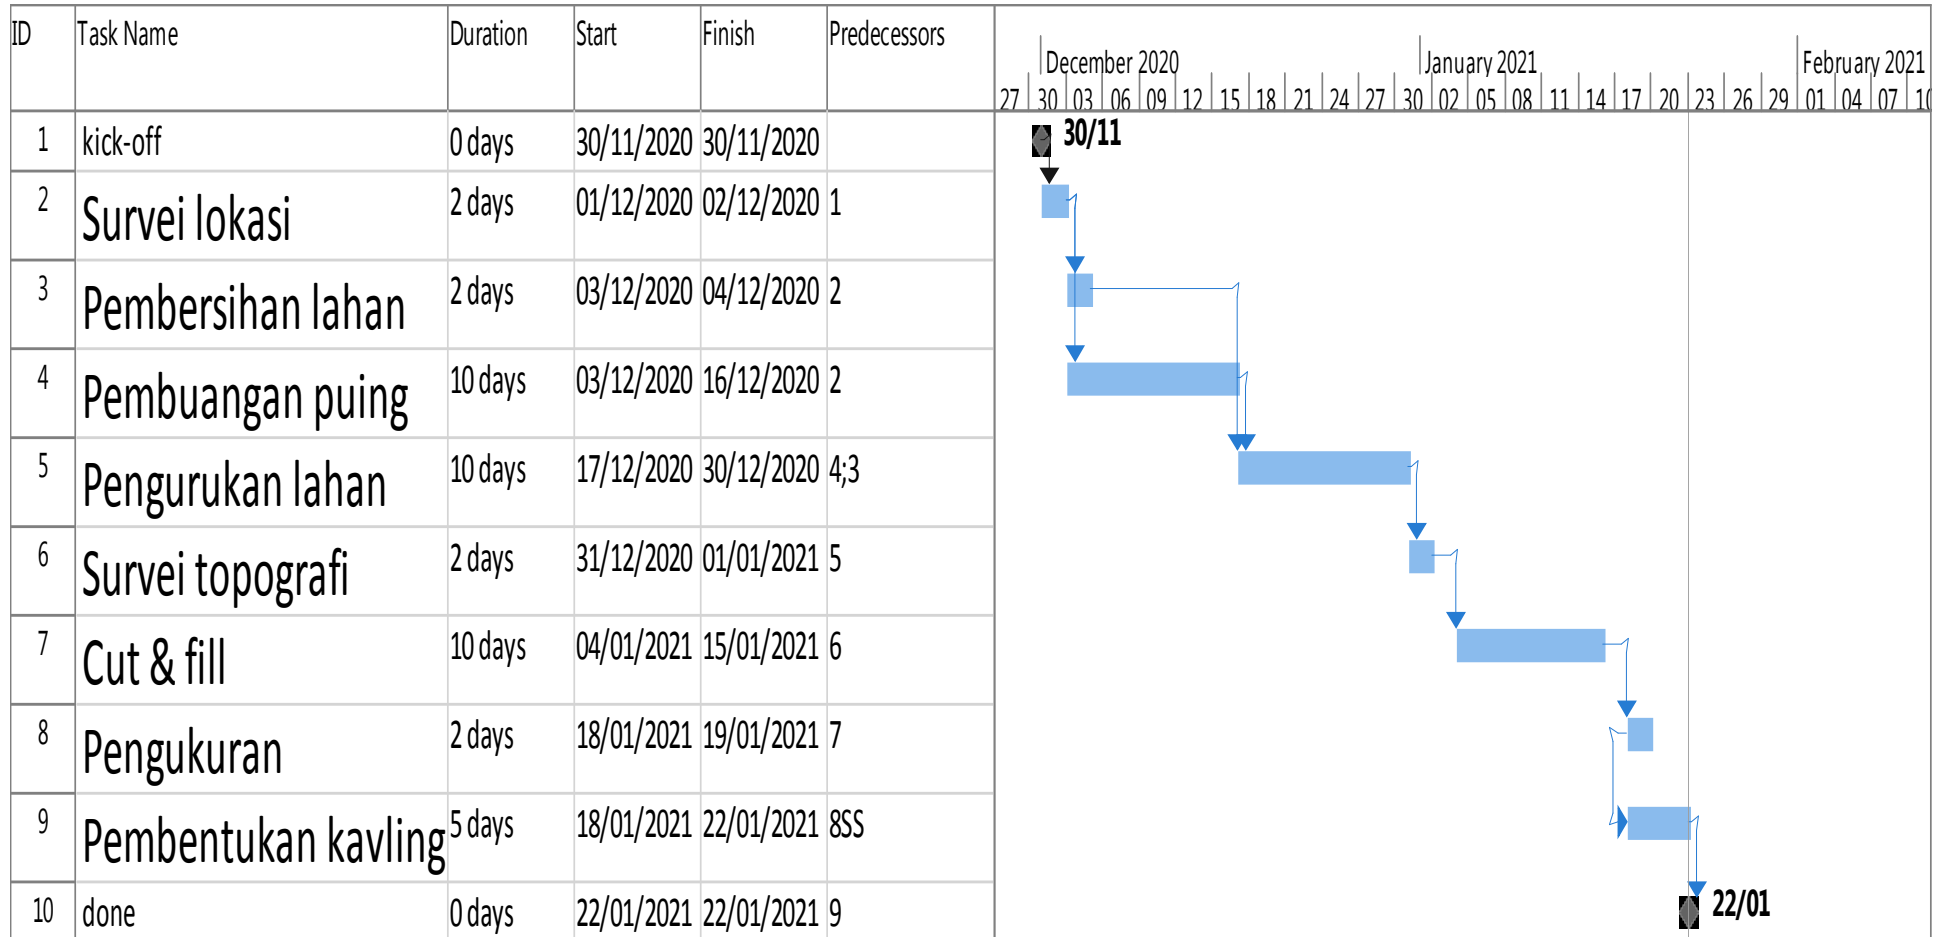 ID Task Name Duration Start Finish Predecessors
December 2020 January 2021 February 2021
27 30 03 06 09 12 15 18 21 24 27 30 02 05 08 11 14 17 20 23 26 29 01 04 07 10
1 kick-off 0 days 30/11/2020 30/11/2020 30/11
2 Survei lokasi 2 days 01/12/2020 02/12/2020 1
3 Pembersihan lahan 2 days 03/12/2020 04/12/2020 2
4 Pembuangan puing 10 days 03/12/2020 16/12/2020 2
5 Pengurukan lahan 10 days 17/12/2020 30/12/2020 4;3
6 Survei topografi 2 days 31/12/2020 01/01/2021 5
7 Cut & fill 10 days 04/01/2021 15/01/2021 6
8 Pengukuran 2 days 18/01/2021 19/01/2021 7
9 Pembentukan kavling 5 days 18/01/2021 22/01/2021 8SS
10 done 0 days 22/01/2021 22/01/2021 9 22/01